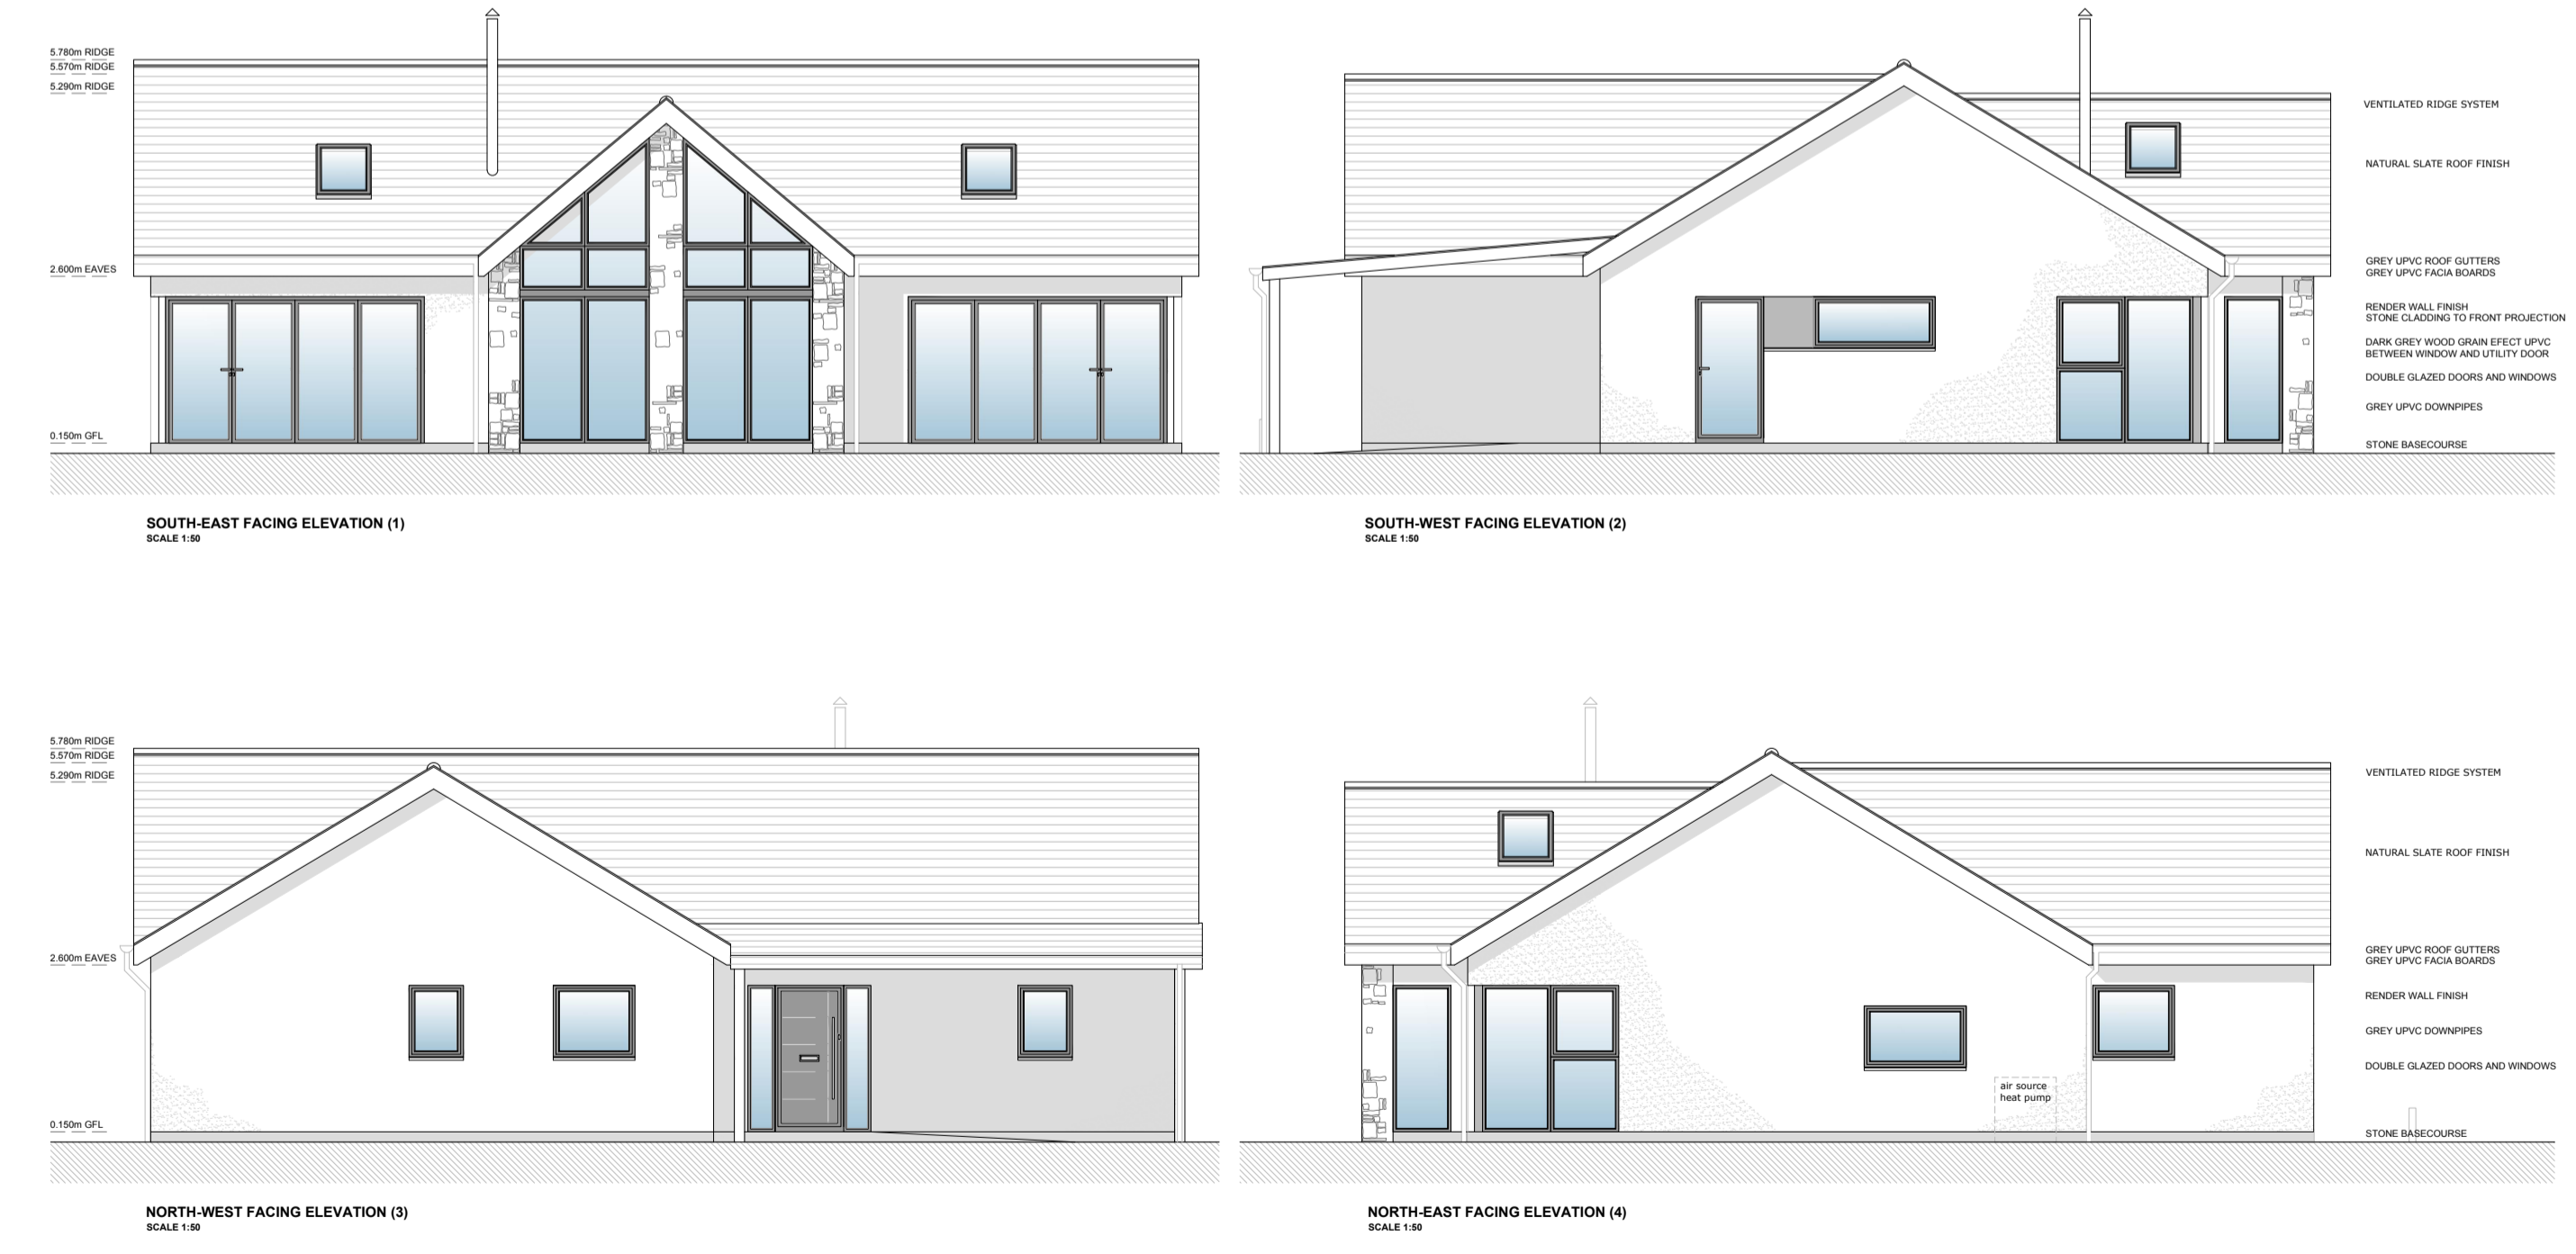 5.780m RIDGE
5.570m RIDGE
5.290m RIDGE
2.600m EAVES
0.150m GFL
SOUTH-EAST FACING ELEVATION (1)
SCALE 1:50
VENTILATED RIDGE SYSTEM
NATURAL SLATE ROOF FINISH
GREY UPVC ROOF GUTTERS
GREY UPVC FACIA BOARDS
RENDER WALL FINISH
STONE CLADDING TO FRONT PROJECTION
DARK GREY WOOD GRAIN EFECT UPVC
BETWEEN WINDOW AND UTILITY DOOR
DOUBLE GLAZED DOORS AND WINDOWS
GREY UPVC DOWNPIPES
STONE BASECOURSE
SOUTH-WEST FACING ELEVATION (2)
SCALE 1:50
5.780m RIDGE
5.570m RIDGE
5.290m RIDGE
2.600m EAVES
0.150m GFL
NORTH-WEST FACING ELEVATION (3)
SCALE 1:50
air source
heat pump
VENTILATED RIDGE SYSTEM
NATURAL SLATE ROOF FINISH
GREY UPVC ROOF GUTTERS
GREY UPVC FACIA BOARDS
RENDER WALL FINISH
GREY UPVC DOWNPIPES
DOUBLE GLAZED DOORS AND WINDOWS
STONE BASECOURSE
NORTH-EAST FACING ELEVATION (4)
SCALE 1:50